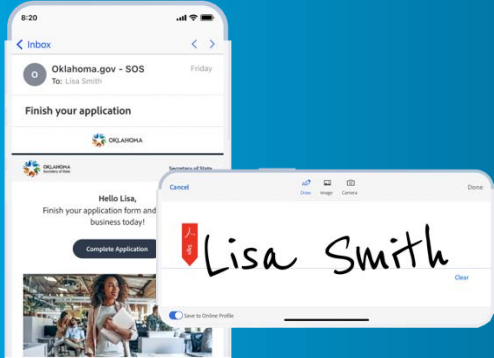 8:20
Inbox
O
Oklahoma.gov - SOS
Friday
To: Lisa Smith
Finish your application
OKLAHOMA
OKLAHOMA
Secretary of State
Secretary of State
Hello Lisa,
Finish your application form and
business today!
Complete Application
Cancel
Draw
Image
Camera
Done
Sign
Lisa Smith
Clear
Save to Online Profile